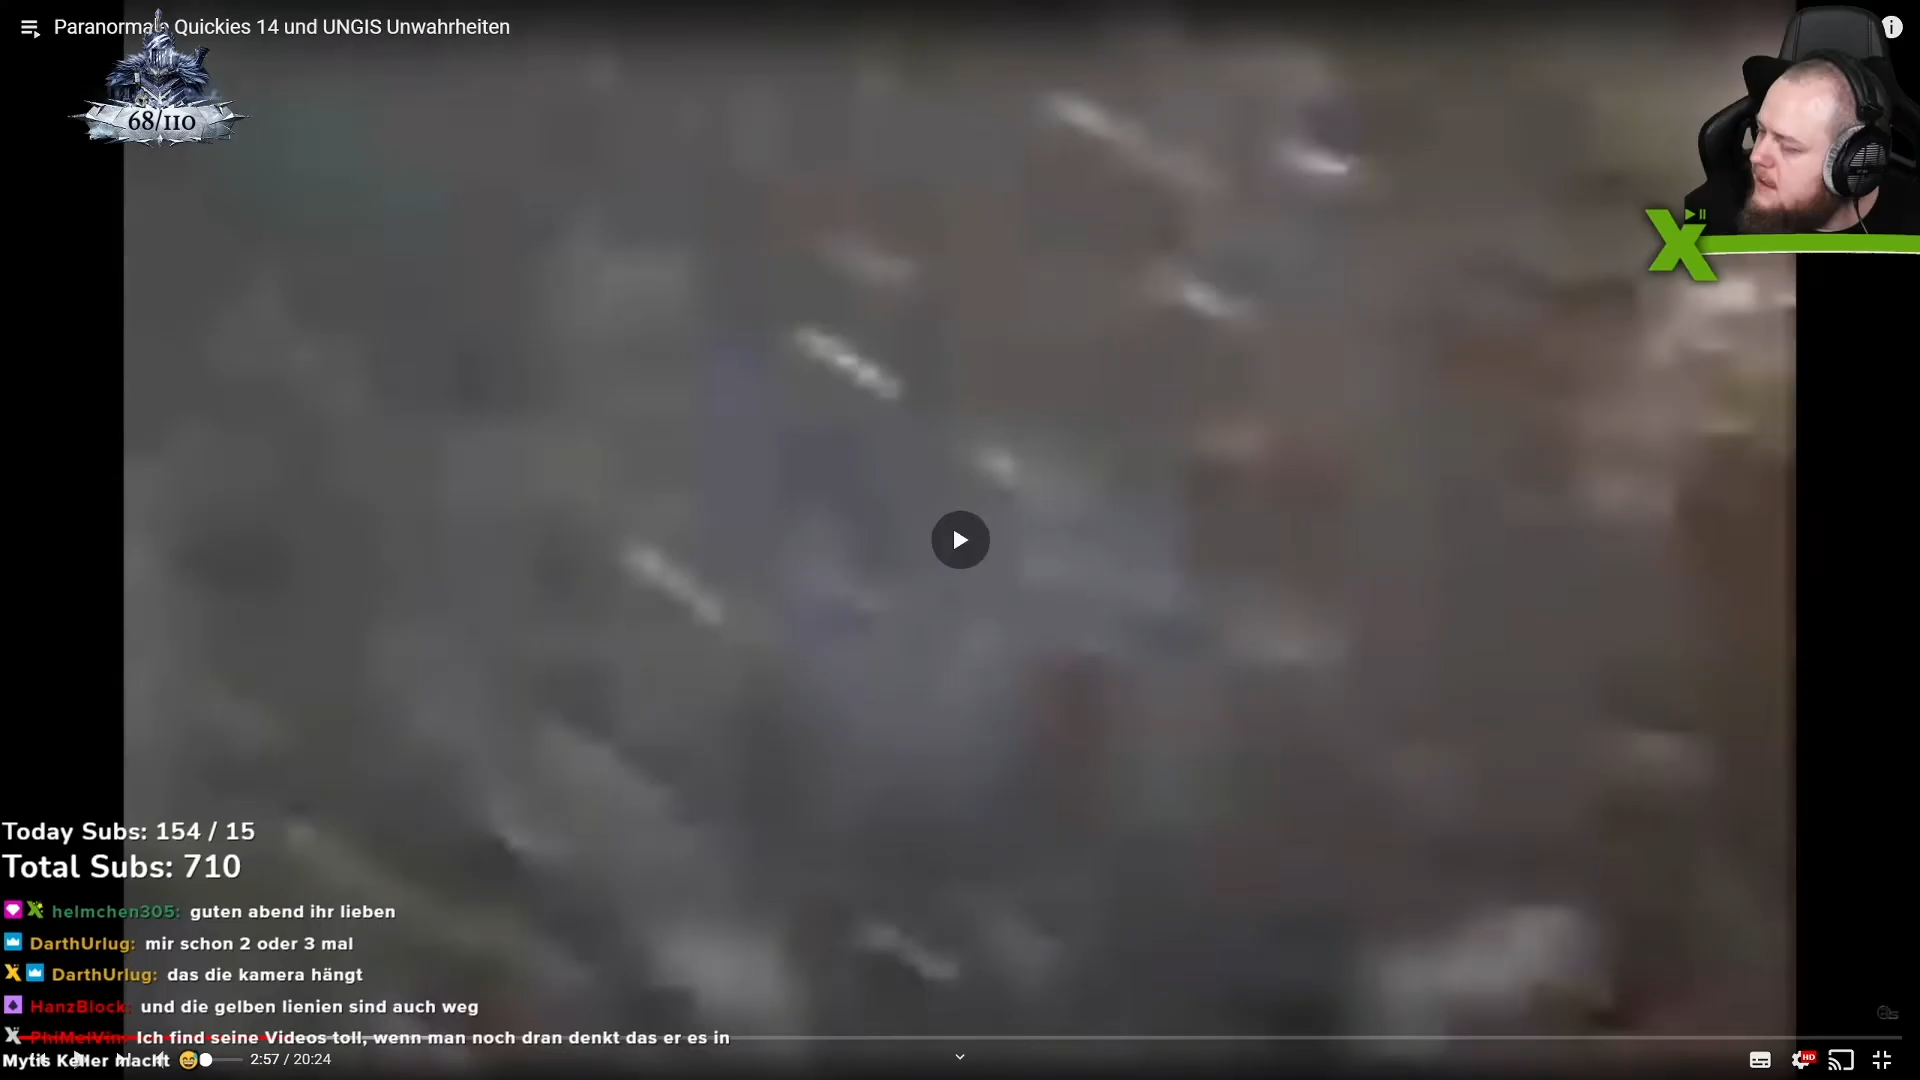 Paranormale Quickies 14 und UNGIS Unwahrheiten
68/110
X
Today Subs: 154 / 15
Total Subs: 710
helmchen305: guten abend ihr lieben
DarthUrlug: mir schon 2 oder 3 mal
DarthUrlug: das die kamera hängt
HanzBlock: und die gelben lienien sind auch weg
PhiMelVin: Ich find seine Videos toll, wenn man noch dran denkt das er es in
Mytis Keller macht 😅
2:57 / 20:24
HD